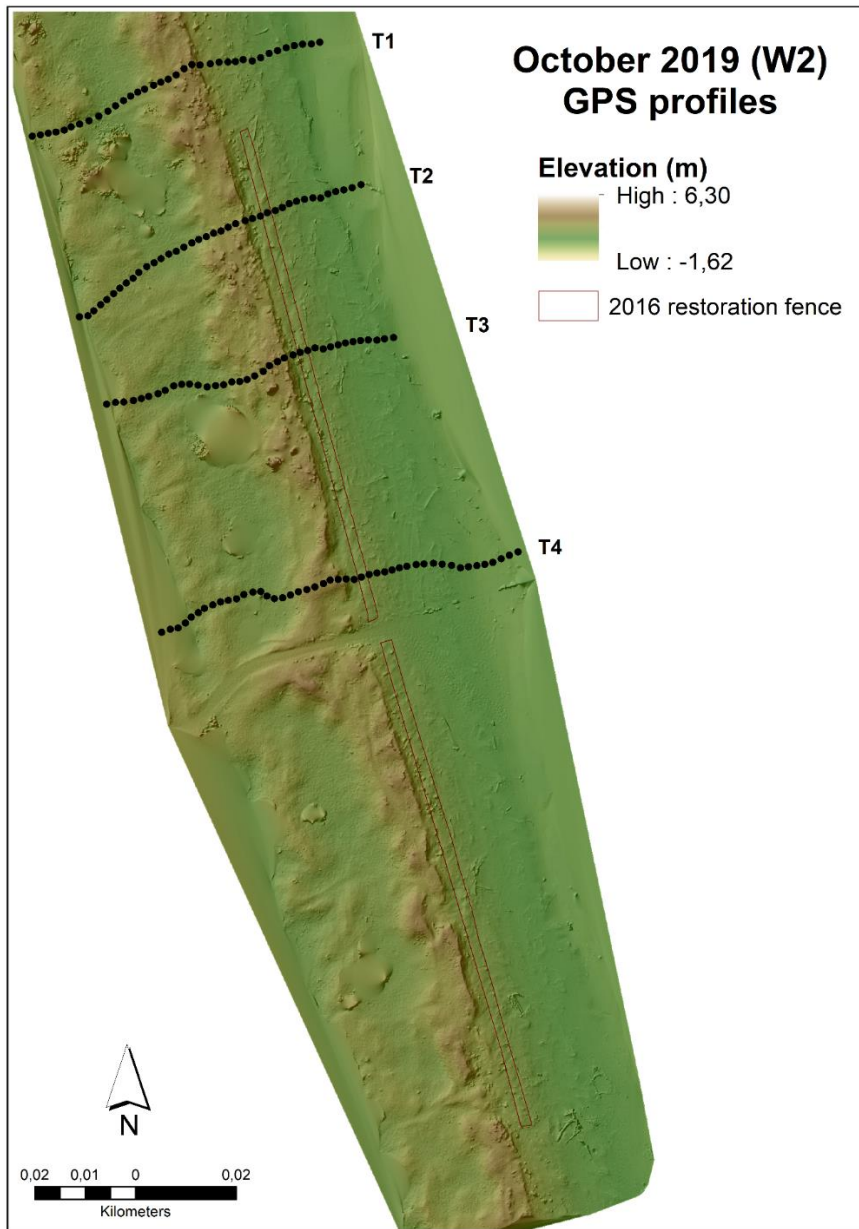 October 2019 (W2)
GPS profiles
Elevation (m)
High : 6,30
Low : -1,62
2016 restoration fence
T1
T2
T3
T4
N
0,02 0,01 0 0,02
Kilometers